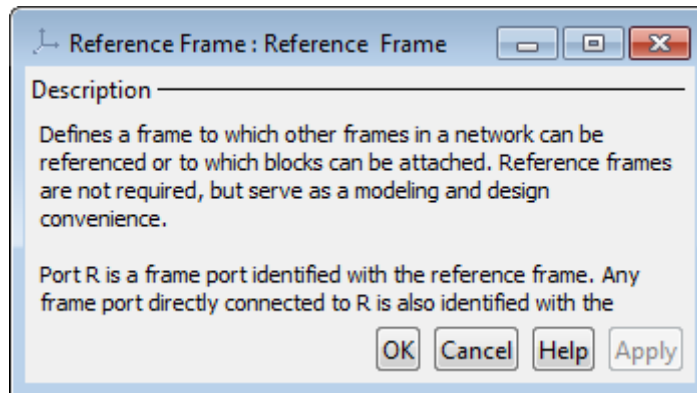 Reference Frame : Reference Frame
Description
Defines a frame to which other frames in a network can be
referenced or to which blocks can be attached. Reference frames
are not required, but serve as a modeling and design
convenience.
Port R is a frame port identified with the reference frame. Any
frame port directly connected to R is also identified with the
OK Cancel Help Apply